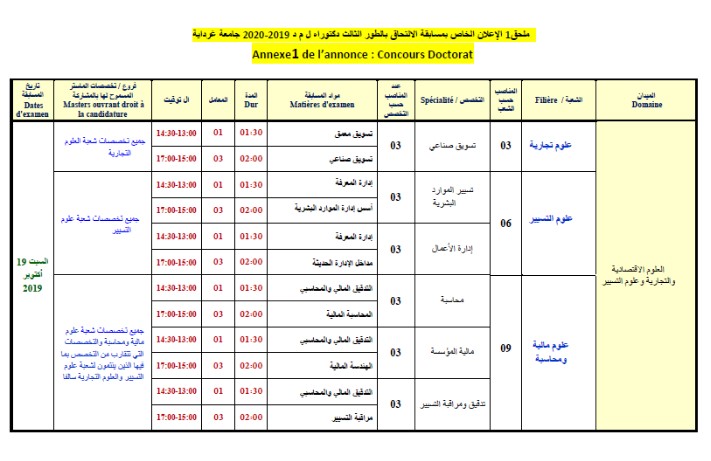 ملحق1 الإعلان الخاص بمسابقة الالتحاق بالطور الثالث دكتوراه ل م د 2019-2020 جامعة غرداية
Annexe1 de l’annonce : Concours Doctorat
الميدان
Domaine
الشعبة / Filière
المناصب
حسب
الشعب
التخصص / Spécialité
عدد
المناصب
حسب
التخصص
مواد المسابقة
Matières d'examen
المدة
Dur
المعامل
ال توقيت
فروع / تخصصات الماستر
المسموح لها بالمشاركة
Masters ouvrant droit à
la candidature
تاريخ
المسابقة
Dates
d'examen
العلوم الاقتصادية
والتجارية وعلوم التسيير
علوم تجارية
03
تسويق صناعي
03
تسويق معمق
01:30
01
14:30-13:00
تسويق صناعي
02:00
03
17:00-15:00
جميع تخصصات شعبة العلوم
التجارية
علوم التسيير
06
تسيير الموارد
البشرية
03
إدارة المعرفة
01:30
01
14:30-13:00
أسس إدارة الموارد البشرية
02:00
03
17:00-15:00
إدارة الأعمال
03
إدارة المعرفة
01:30
01
14:30-13:00
مداخل الإدارة الحديثة
02:00
03
17:00-15:00
جميع تخصصات شعبة علوم
التسيير
علوم مالية
ومحاسبة
09
محاسبة
03
التدقيق المالي والمحاسبي
01:30
01
14:30-13:00
المحاسبة المالية
02:00
03
17:00-15:00
مالية المؤسسة
03
التدقيق المالي والمحاسبي
01:30
01
14:30-13:00
الهندسة المالية
02:00
03
17:00-15:00
تدقيق ومراقبة التسيير
03
التدقيق المالي والمحاسبي
01:30
01
14:30-13:00
مراقبة التسيير
02:00
03
17:00-15:00
جميع تخصصات شعبة علوم
مالية ومحاسبة والتخصصات
التي تتقارب من التخصص بما
فيها الذين ينتمون لشعبة علوم
التسيير والعلوم التجارية سالفا
السبت 19
أكتوبر
2019